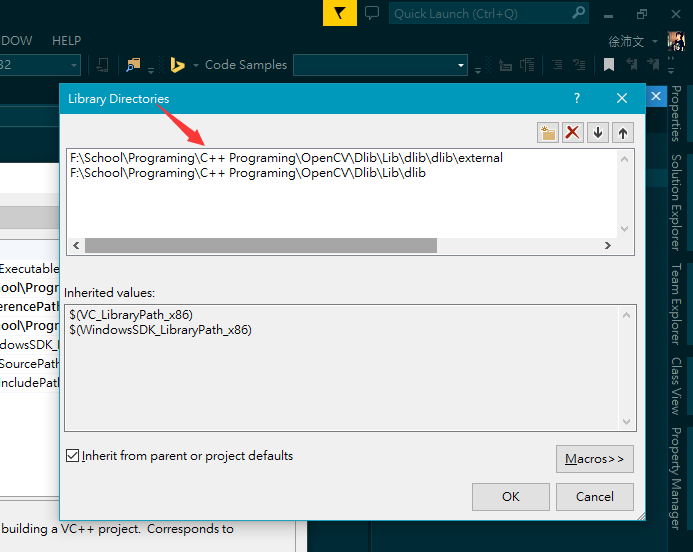 Quick Launch (Ctrl+Q)
DOW HELP
徐沛文
32
Code Samples
Library Directories
?
F:\School\Programing\C++ Programing\OpenCV\Dlib\Lib\dlib\dlib\external
F:\School\Programing\C++ Programing\OpenCV\Dlib\Lib\dlib
Inherited values:
$(VC_LibraryPath_x86)
$(WindowsSDK_LibraryPath_x86)
Inherit from parent or project defaults
Macros>>
OK
Cancel
Executable
hool\Progr
erencePath
hool\Progr
dowsSDK_
SourcePath
IncludePath
building a VC++ project. Corresponds to
Properties
Solution Explorer
Team Explorer
Class View
Property Manager